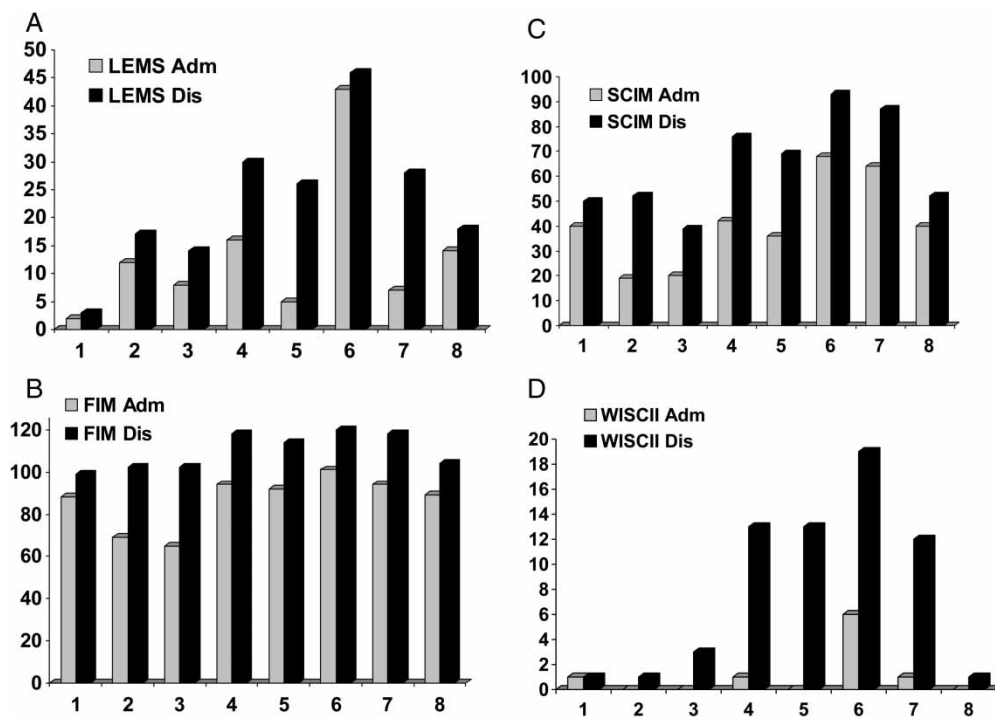 A
50
45
40
35
30
25
20
15
10
5
0
LEMS Adm
LEMS Dis
1 2 3 4 5 6 7 8
B
120
100
80
60
40
20
0
FIM Adm
FIM Dis
1 2 3 4 5 6 7 8
C
100
90
80
70
60
50
40
30
20
10
0
SCIM Adm
SCIM Dis
1 2 3 4 5 6 7 8
D
20
18
16
14
12
10
8
6
4
2
0
WISCII Adm
WISCII Dis
1 2 3 4 5 6 7 8